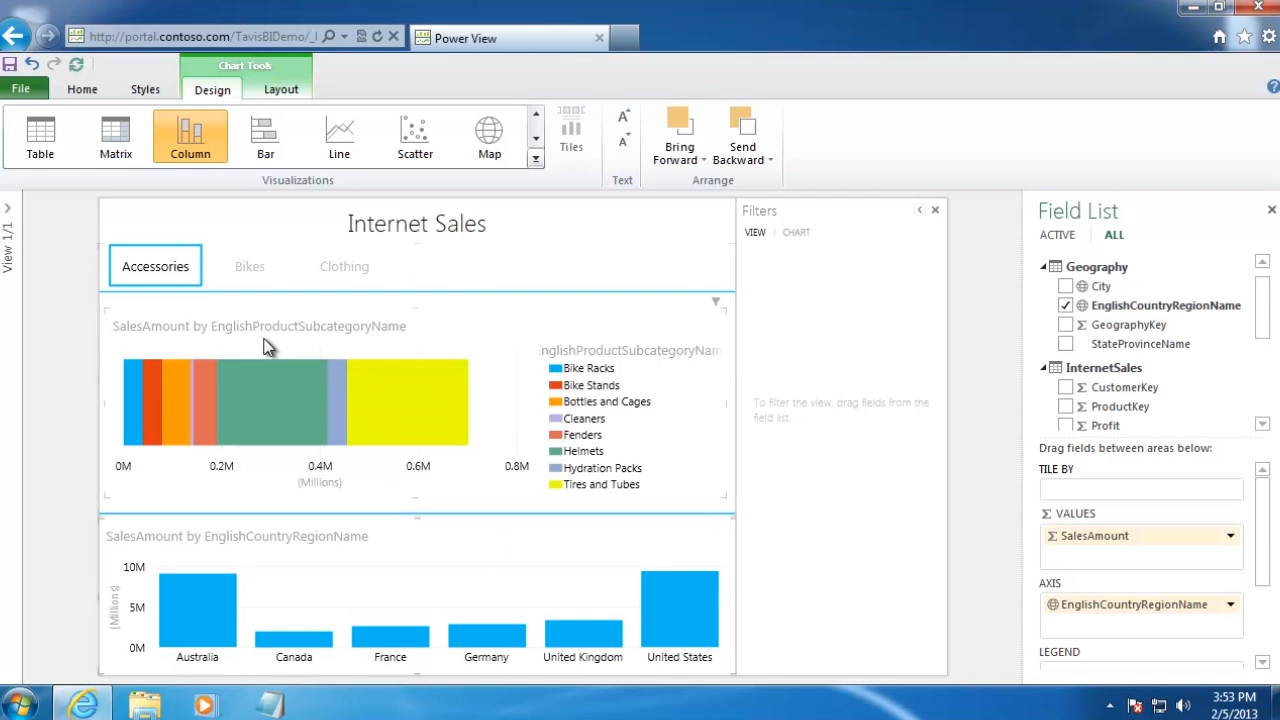 http://portal.contoso.com/TavisBIDemo/_l
Power View
Chart Tools
File Home Styles Design Layout
Table Matrix Column Bar Line Scatter Map
Tiles
A A
Bring Forward
Send Backward
Visualizations Text Arrange
View 1/1
Internet Sales
Accessories Bikes Clothing
SalesAmount by EnglishProductSubcategoryName
0M 0.2M 0.4M 0.6M 0.8M
(Millions)
EnglishProductSubcategoryNam
Bike Racks
Bike Stands
Bottles and Cages
Cleaners
Fenders
Helmets
Hydration Packs
Tires and Tubes
SalesAmount by EnglishCountryRegionName
(Millions)
10M
5M
0M
Australia Canada France Germany United Kingdom United States
Filters
VIEW CHART
To filter the view, drag fields from the
field list.
Field List
ACTIVE ALL
Geography
City
EnglishCountryRegionName
Σ GeographyKey
StateProvinceName
InternetSales
Σ CustomerKey
Σ ProductKey
Σ Profit
Drag fields between areas below:
TILE BY
Σ VALUES
Σ SalesAmount
AXIS
EnglishCountryRegionName
LEGEND
3:53 PM
2/5/2013